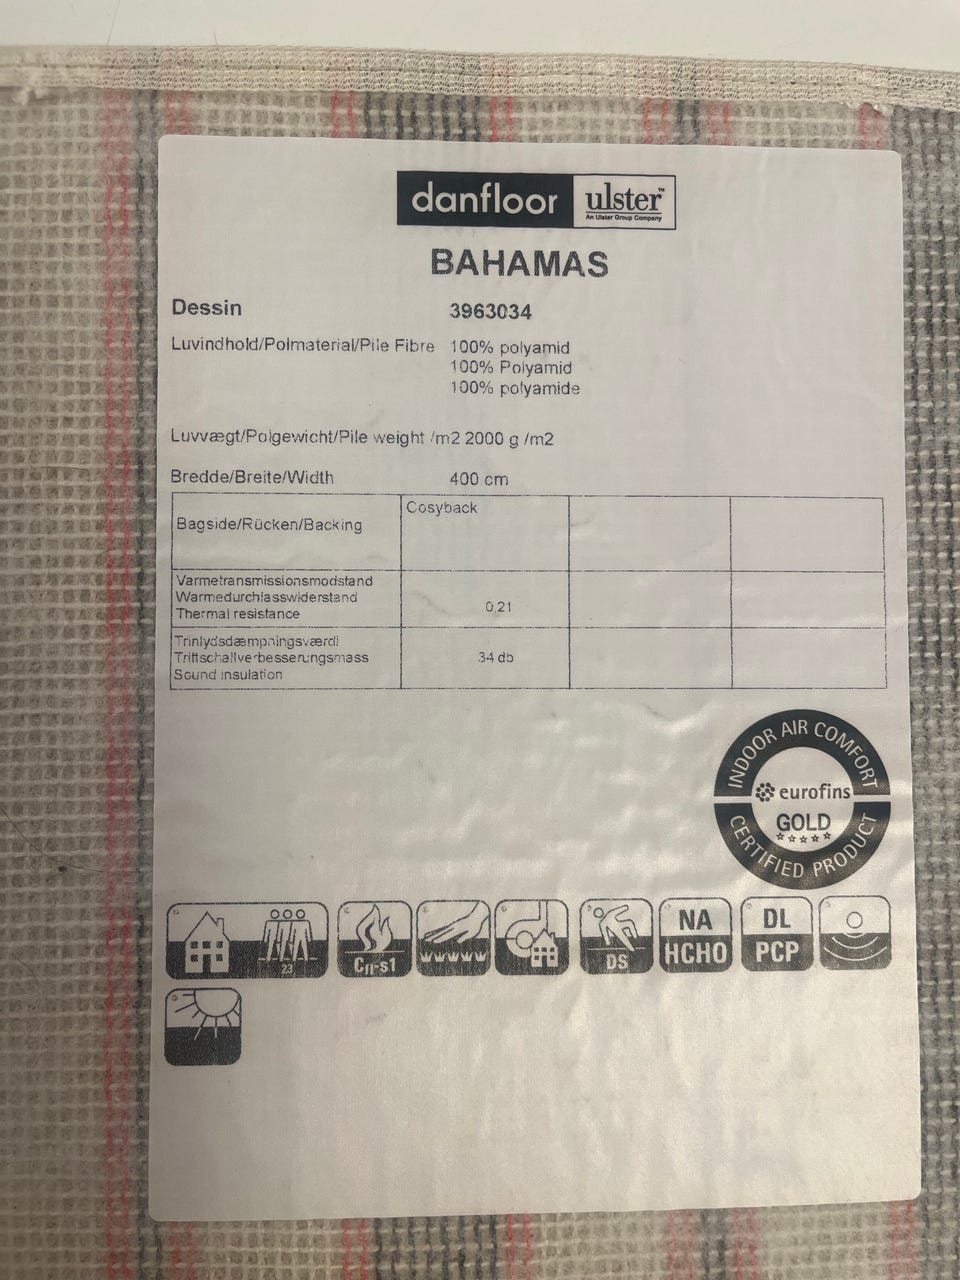 danfloor ulster™
An Ulster Group Company
BAHAMAS
Dessin 3963034
Luvindhold/Polmaterial/Pile Fibre 100% polyamid
100% Polyamid
100% polyamide
Luvvægt/Polgewicht/Pile weight /m2 2000 g /m2
Bredde/Breite/Width 400 cm
Bagside/Rücken/Backing Cosyback
Varmetransmissionsmodstand
Warmedurchlasswiderstand
Thermal resistance 0,21
Trinlydsdæmpningsværdi
Trittschallverbesserungsmass
Sound insulation 34 db
INDOOR AIR COMFORT
eurofins
GOLD
CERTIFIED PRODUCT
23
Cfl-s1
DS
NA
HCHO
DL
PCP